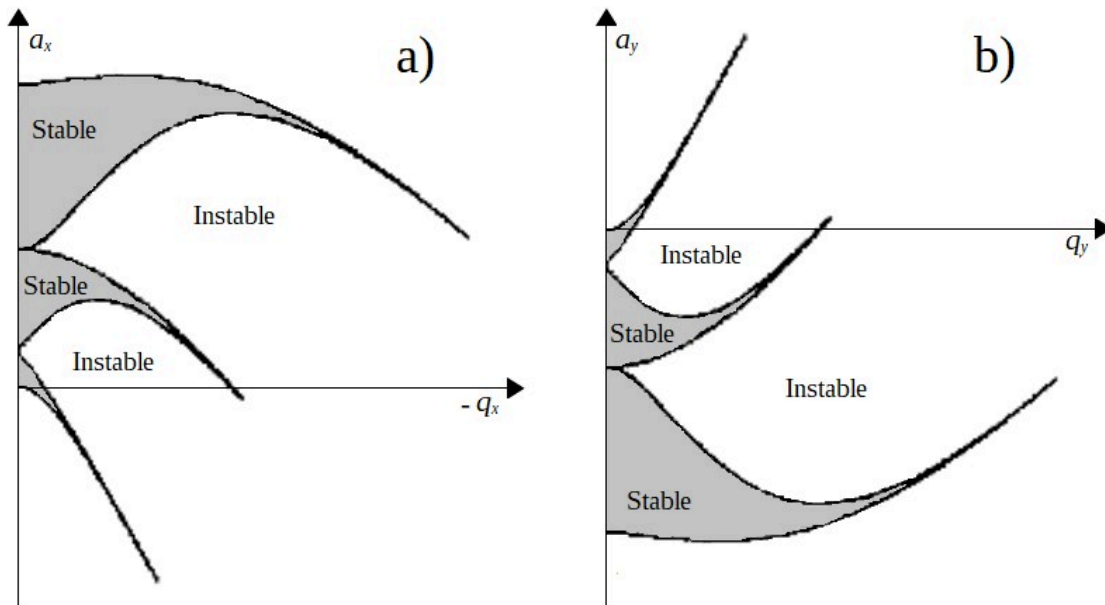 a_x
a)
Stable
Instable
Stable
Instable
- q_x
a_y
b)
q_y
Instable
Stable
Instable
Stable